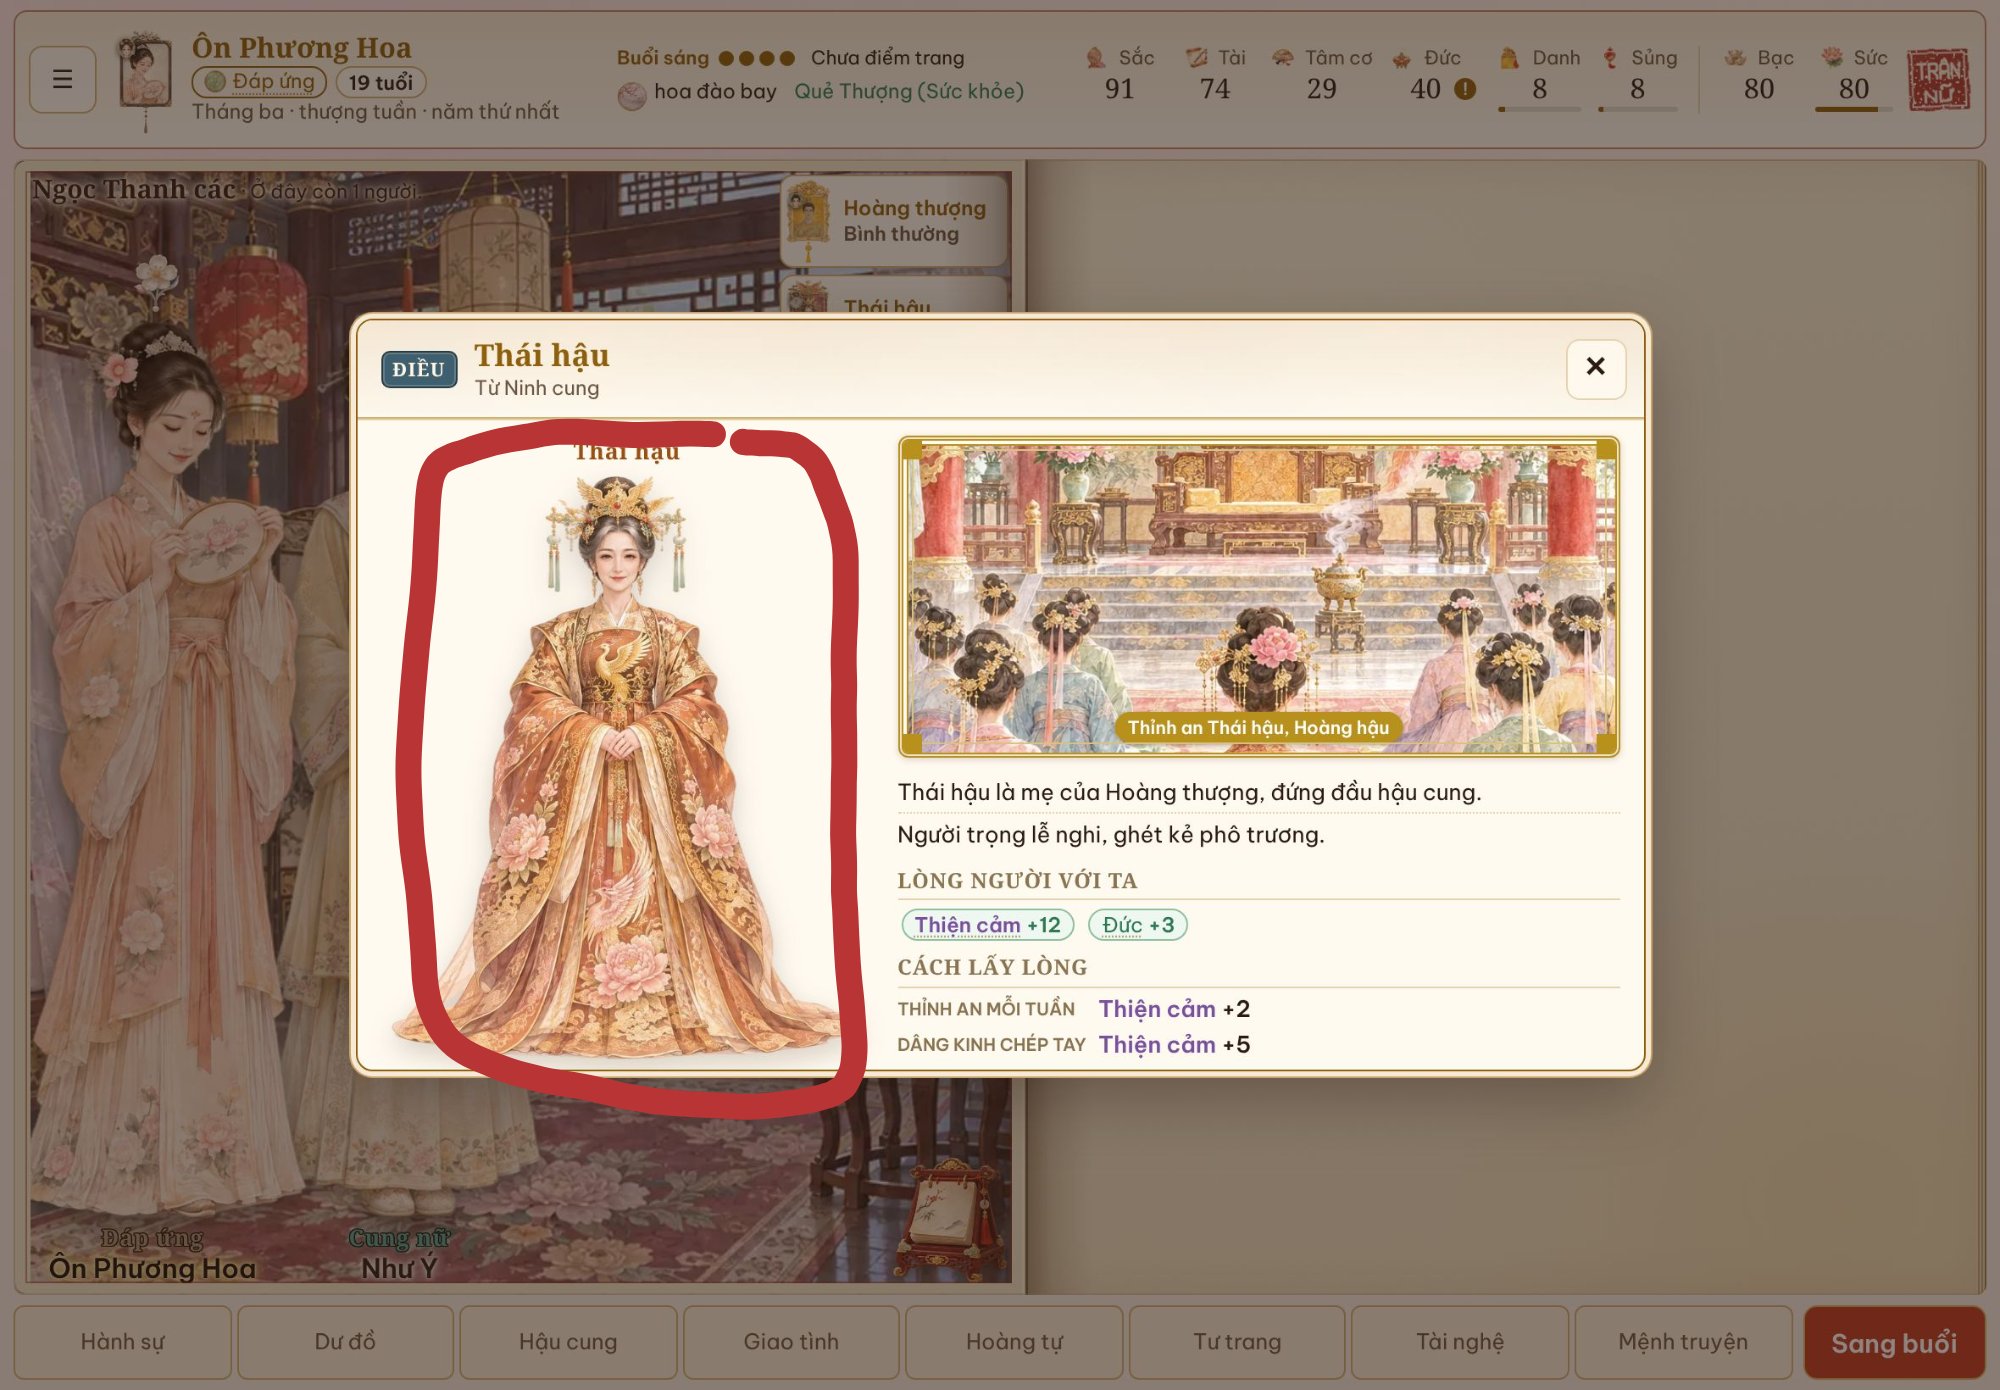 ☰
Ôn Phương Hoa
Đáp ứng
19 tuổi
Tháng ba · thượng tuần · năm thứ nhất
Buổi sáng
Chưa điểm trang
hoa đào bay
Quẻ Thượng (Sức khỏe)
Sắc
91
Tài
74
Tâm cơ
29
Đức
40 !
Danh
8
Sủng
8
Bạc
80
Sức
80
TRÂN
NỮ
Ngọc Thanh các · Ở đây còn 1 người.
Hoàng thượng
Bình thường
Thái hậu
ĐIỀU
Thái hậu
Từ Ninh cung
×
Thái hậu
Thỉnh an Thái hậu, Hoàng hậu
Thái hậu là mẹ của Hoàng thượng, đứng đầu hậu cung.
Người trọng lễ nghi, ghét kẻ phô trương.
LÒNG NGƯỜI VỚI TA
Thiện cảm +12
Đức +3
CÁCH LẤY LÒNG
THỈNH AN MỖI TUẦN Thiện cảm +2
DÂNG KINH CHÉP TAY Thiện cảm +5
Đáp ứng
Ôn Phương Hoa
Cung nữ
Như Ý
Hành sự
Dư đồ
Hậu cung
Giao tình
Hoàng tự
Tư trang
Tài nghệ
Mệnh truyện
Sang buổi